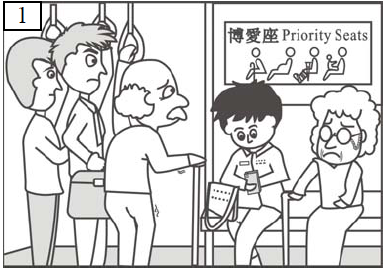 1
博愛座 Priority Seats